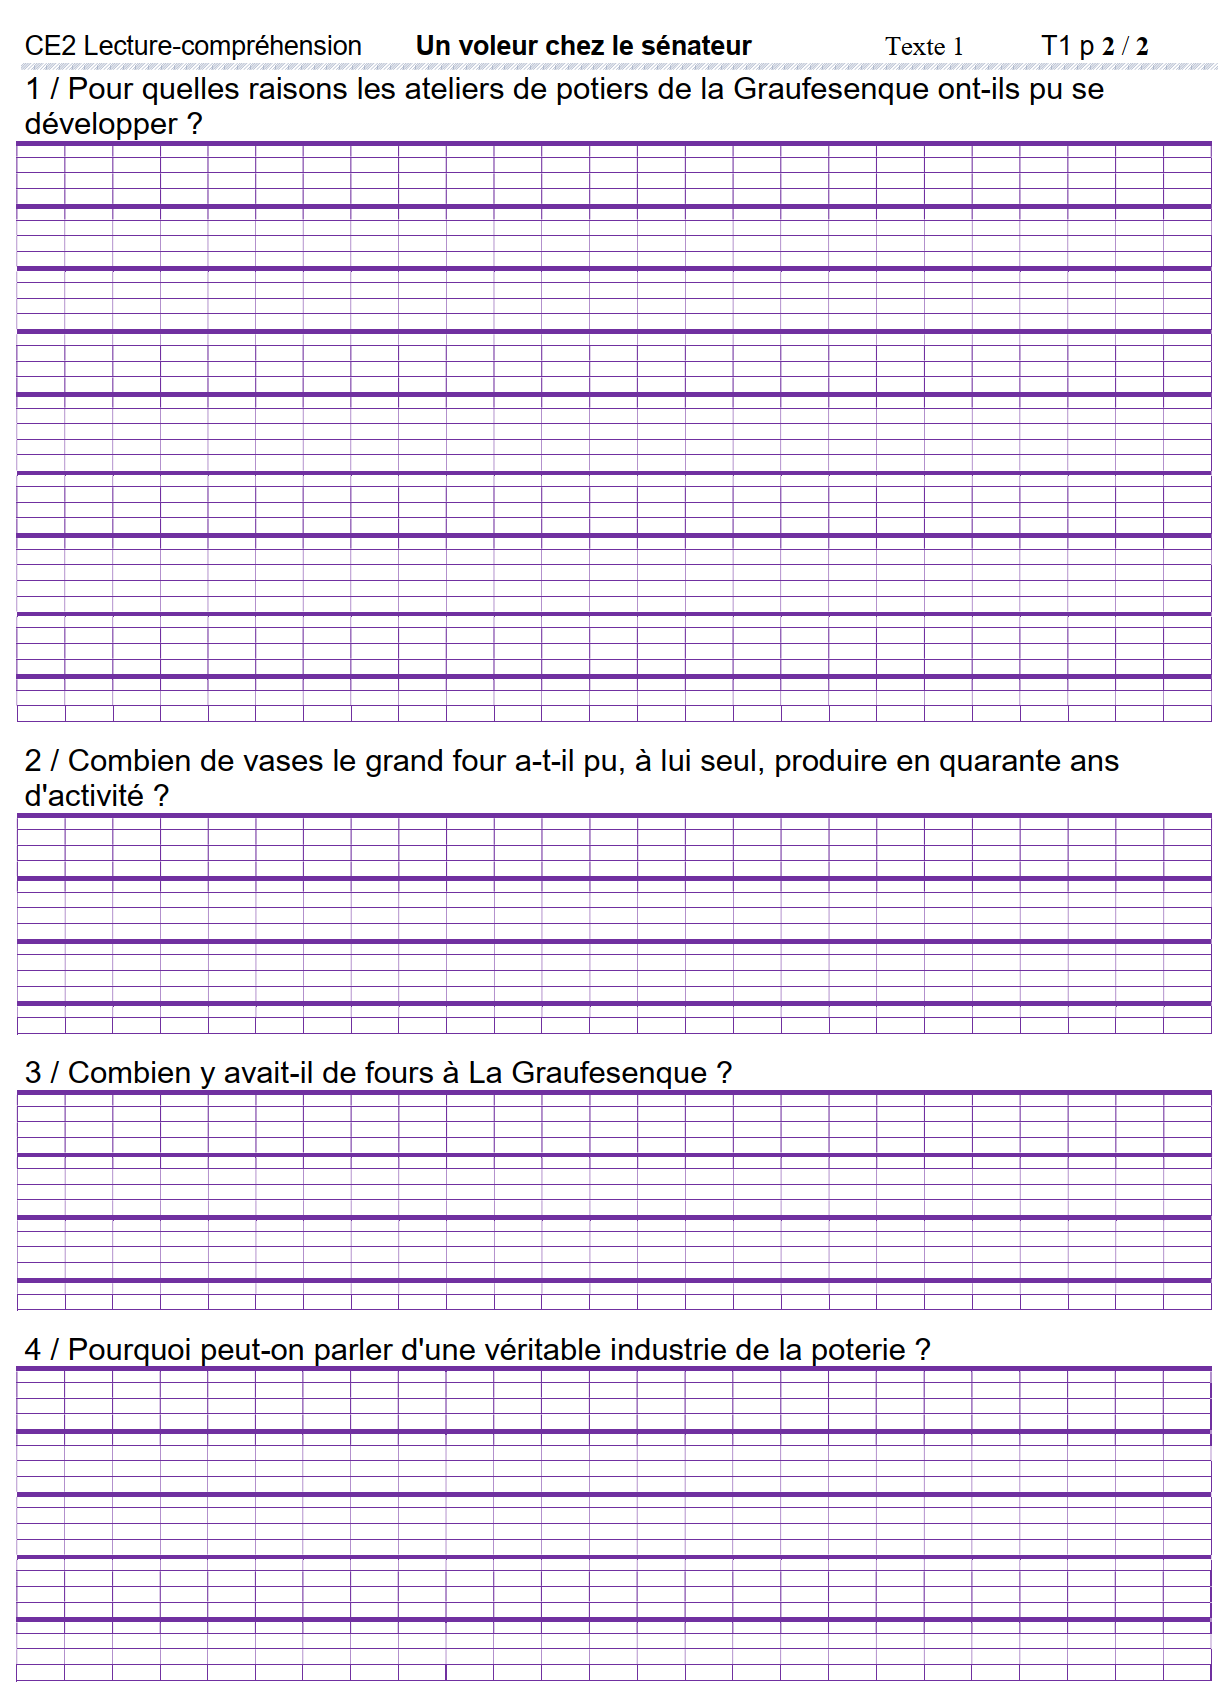 CE2 Lecture-compréhension Un voleur chez le sénateur Texte 1 T1 p 2 / 2
1 / Pour quelles raisons les ateliers de potiers de la Graufesenque ont-ils pu se
développer ?
2 / Combien de vases le grand four a-t-il pu, à lui seul, produire en quarante ans
d'activité ?
3 / Combien y avait-il de fours à La Graufesenque ?
4 / Pourquoi peut-on parler d'une véritable industrie de la poterie ?